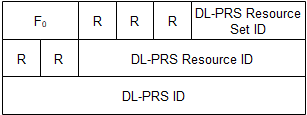 F₀ R R R DL-PRS Resource Set ID
R R DL-PRS Resource ID
DL-PRS ID